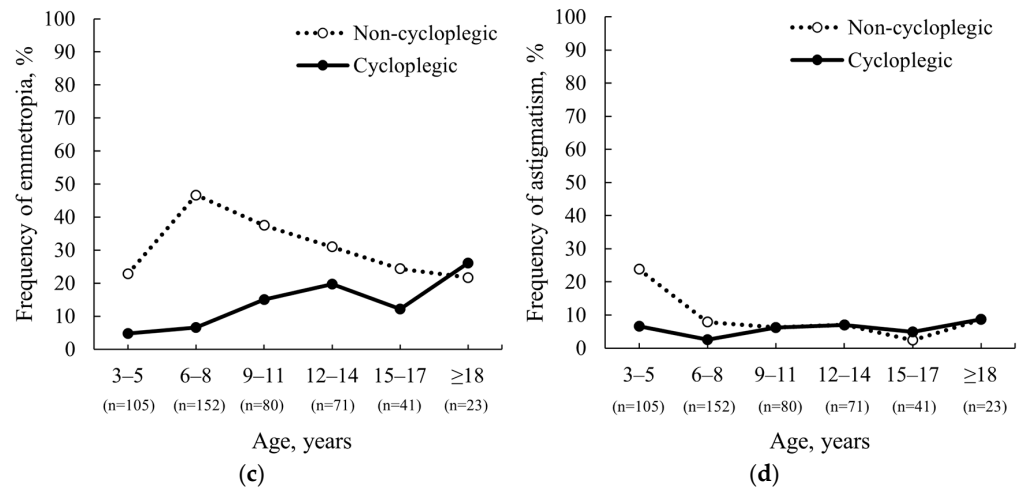 Frequency of emmetropia, %
100
90
80
70
60
50
40
30
20
10
0
Non-cycloplegic
Cycloplegic
3–5 6–8 9–11 12–14 15–17 ≥18
(n=105) (n=152) (n=80) (n=71) (n=41) (n=23)
Age, years
(c)
Frequency of astigmatism, %
100
90
80
70
60
50
40
30
20
10
0
Non-cycloplegic
Cycloplegic
3–5 6–8 9–11 12–14 15–17 ≥18
(n=105) (n=152) (n=80) (n=71) (n=41) (n=23)
Age, years
(d)